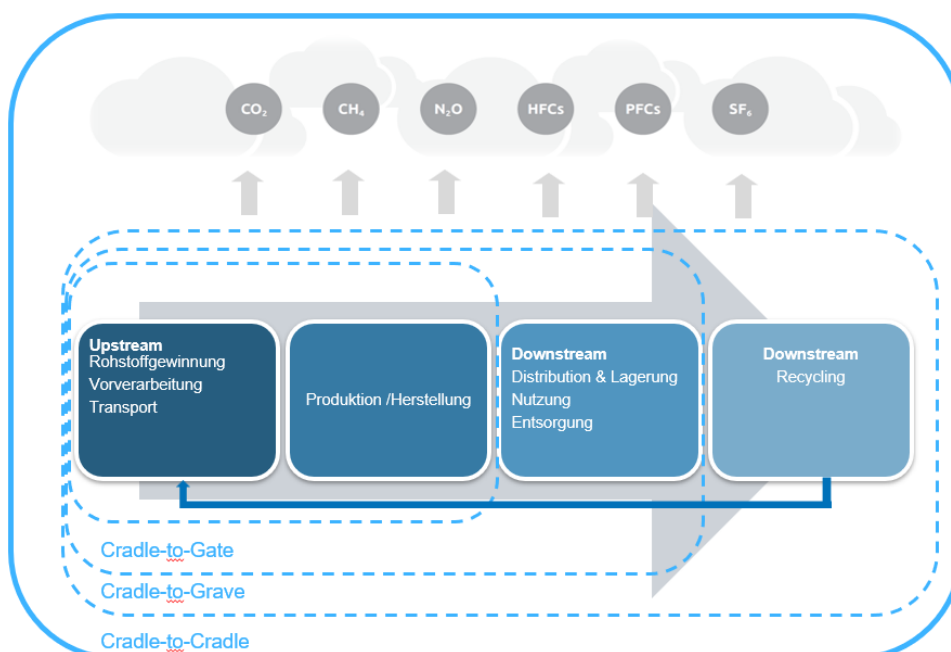 CO₂ CH₄ N₂O HFCs PFCs SF₆
Upstream
Rohstoffgewinnung
Vorverarbeitung
Transport
Produktion /Herstellung
Downstream
Distribution & Lagerung
Nutzung
Entsorgung
Downstream
Recycling
Cradle-to-Gate
Cradle-to-Grave
Cradle-to-Cradle